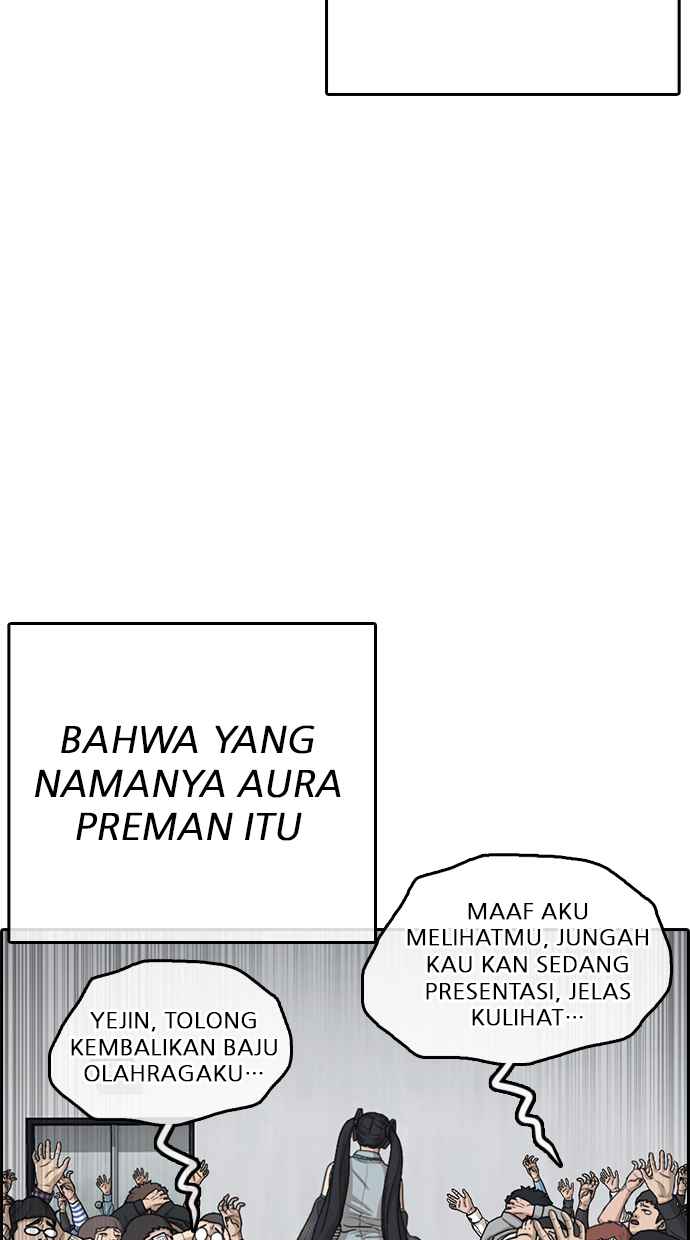 BAHWA YANG
NAMANYA AURA
PREMAN ITU
MAAF AKU
MELIHATMU, JUNGAH
KAU KAN SEDANG
PRESENTASI, JELAS
KULIHAT...
YEJIN, TOLONG
KEMBALIKAN BAJU
OLAHRAGAKU...